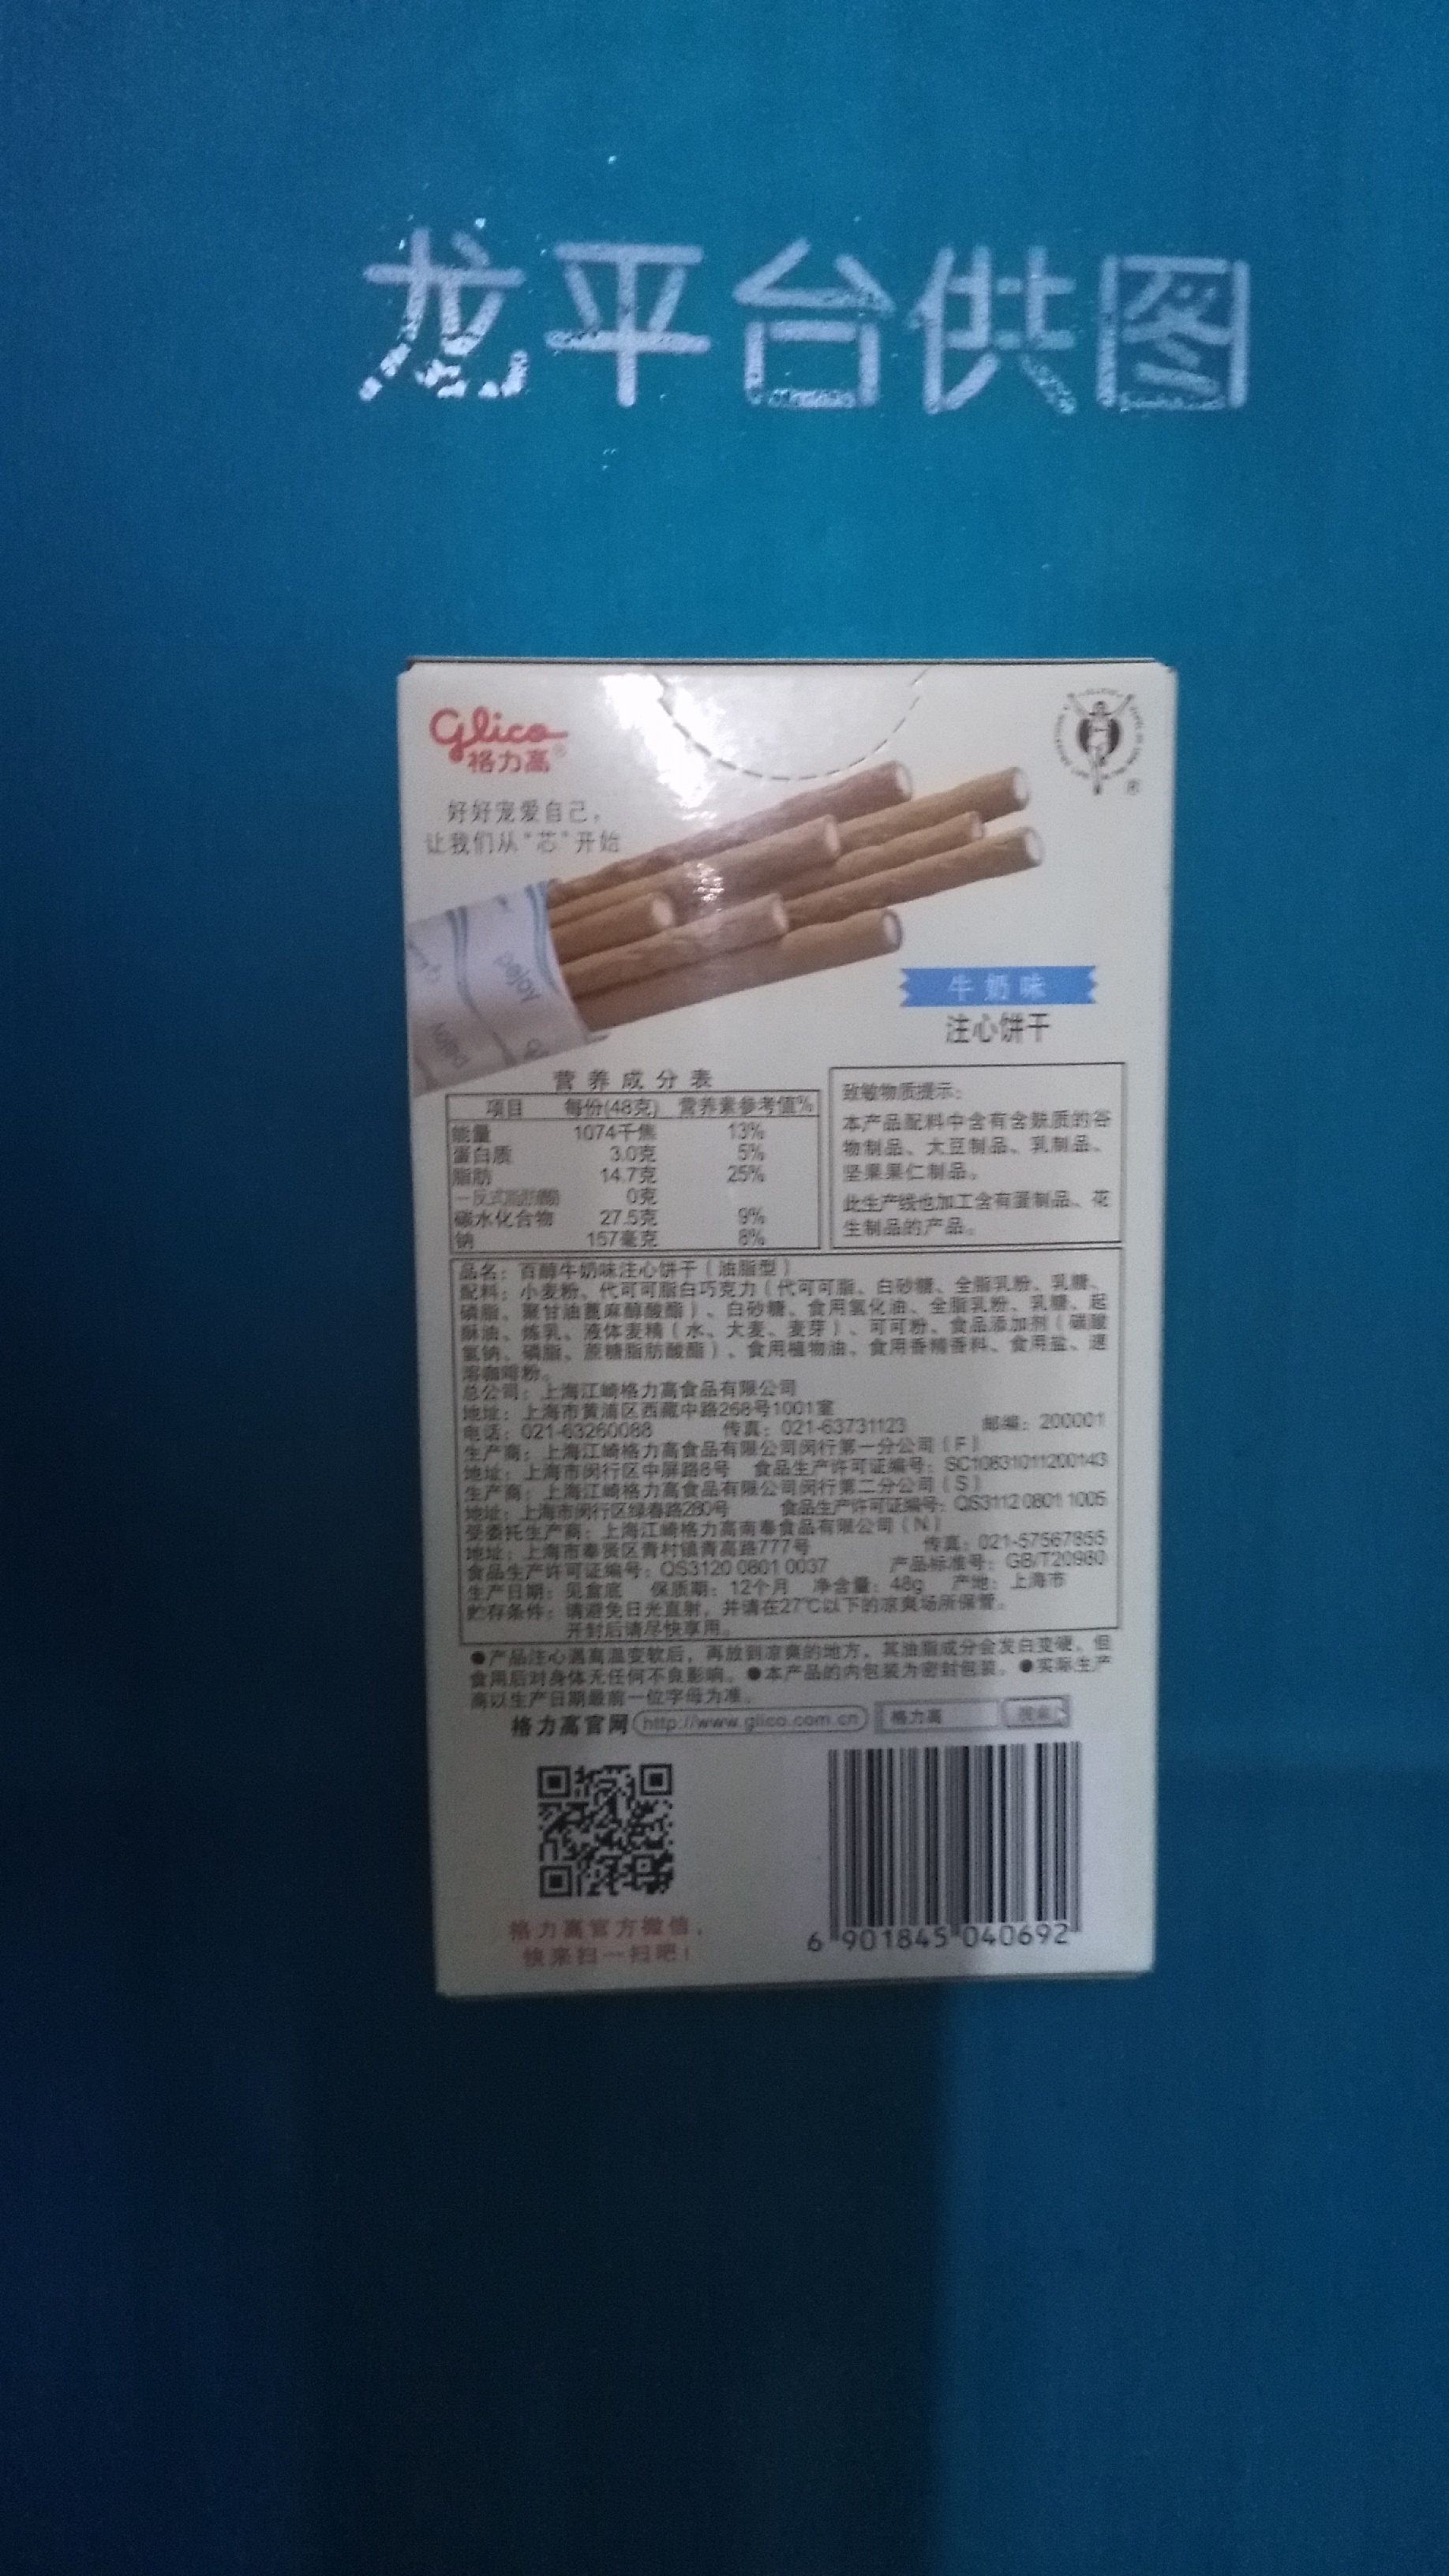 龙平台供图
Glico
格力高®
好好宠爱自己，
让我们从“芯”开始
牛奶味
注心饼干
营养成分表
项目 每份(48克) 营养素参考值%
能量 1074千焦 13%
蛋白质 3.0克 5%
脂肪 14.7克 25%
－反式脂肪酸 0克
碳水化合物 27.5克 9%
钠 157毫克 8%
致敏物质提示：
本产品配料中含有含麸质的谷
物制品、大豆制品、乳制品、
坚果果仁制品。
此生产线也加工含有蛋制品、花
生制品的产品。
品名：百醇牛奶味注心饼干（油脂型）
配料：小麦粉、代可可脂白巧克力（代可可脂、白砂糖、全脂乳粉、乳糖、
磷脂、聚甘油蓖麻醇酸酯）、白砂糖、食用氢化油、全脂乳粉、乳糖、起
酥油、炼乳、液体麦精（水、大麦、麦芽）、可可粉、食品添加剂（碳酸
氢钠、磷脂、蔗糖脂肪酸酯）、食用植物油、食用香精香料、食用盐、速
溶咖啡粉。
总公司：上海江崎格力高食品有限公司
地址：上海市黄浦区西藏中路268号1001室
电话：021-63260088 传真：021-63731123 邮编：200001
生产商：上海江崎格力高食品有限公司闵行第一分公司（F）
地址：上海市闵行区中屏路8号 食品生产许可证编号：SC10831011200143
生产商：上海江崎格力高食品有限公司闵行第二分公司（S）
地址：上海市闵行区绿春路280号 食品生产许可证编号：QS3112 0801 1005
受委托生产商：上海江崎格力高南奉食品有限公司（N）
地址：上海市奉贤区青村镇青高路777号 传真：021-57567855
食品生产许可证编号：QS3120 0801 0037 产品标准号：GB/T20980
生产日期：见盒底 保质期：12个月 净含量：48g 产地：上海市
贮存条件：请避免日光直射，并请在27℃以下的凉爽场所保管。
开封后请尽快享用。
●产品注心遇高温变软后，再放到凉爽的地方，其油脂成分会发白变硬，但
食用后对身体无任何不良影响。●本产品的内包装为密封包装。●实际生产
商以生产日期最前一位字母为准。
格力高官网 http://www.glico.com.cn 格力高 搜索
格力高官方微信，
快来扫一扫吧！
6 901845 040692